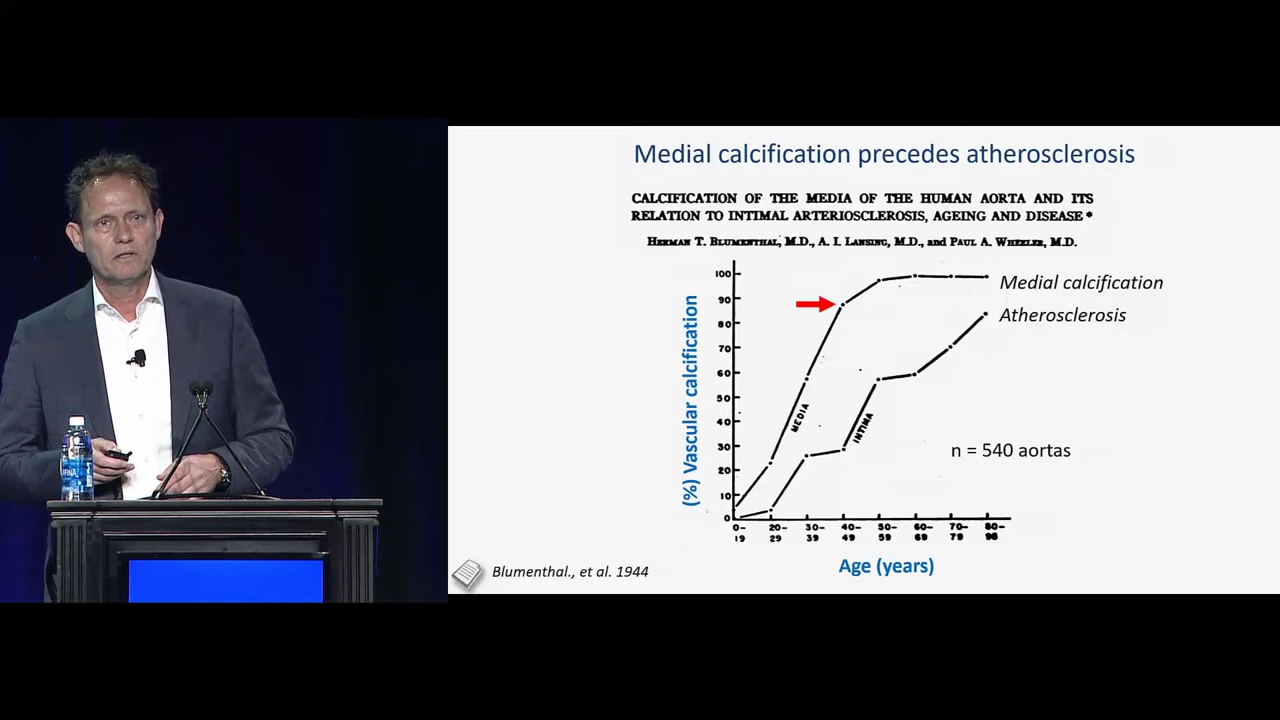 Medial calcification precedes atherosclerosis
CALCIFICATION OF THE MEDIA OF THE HUMAN AORTA AND ITS
RELATION TO INTIMAL ARTERIOSCLEROSIS, AGEING AND DISEASE*
HERMAN T. BLUMENTHAL, M.D., A. I. LANSING, M.D., and PAUL A. WHEELER, M.D.
(%) Vascular calcification
100
90
80
70
60
50
40
30
20
10
0
MEDIA
INTIMA
Medial calcification
Atherosclerosis
n = 540 aortas
0- 20- 30- 40- 50- 60- 70- 80-
19 29 39 49 59 69 79 98
Age (years)
Blumenthal., et al. 1944